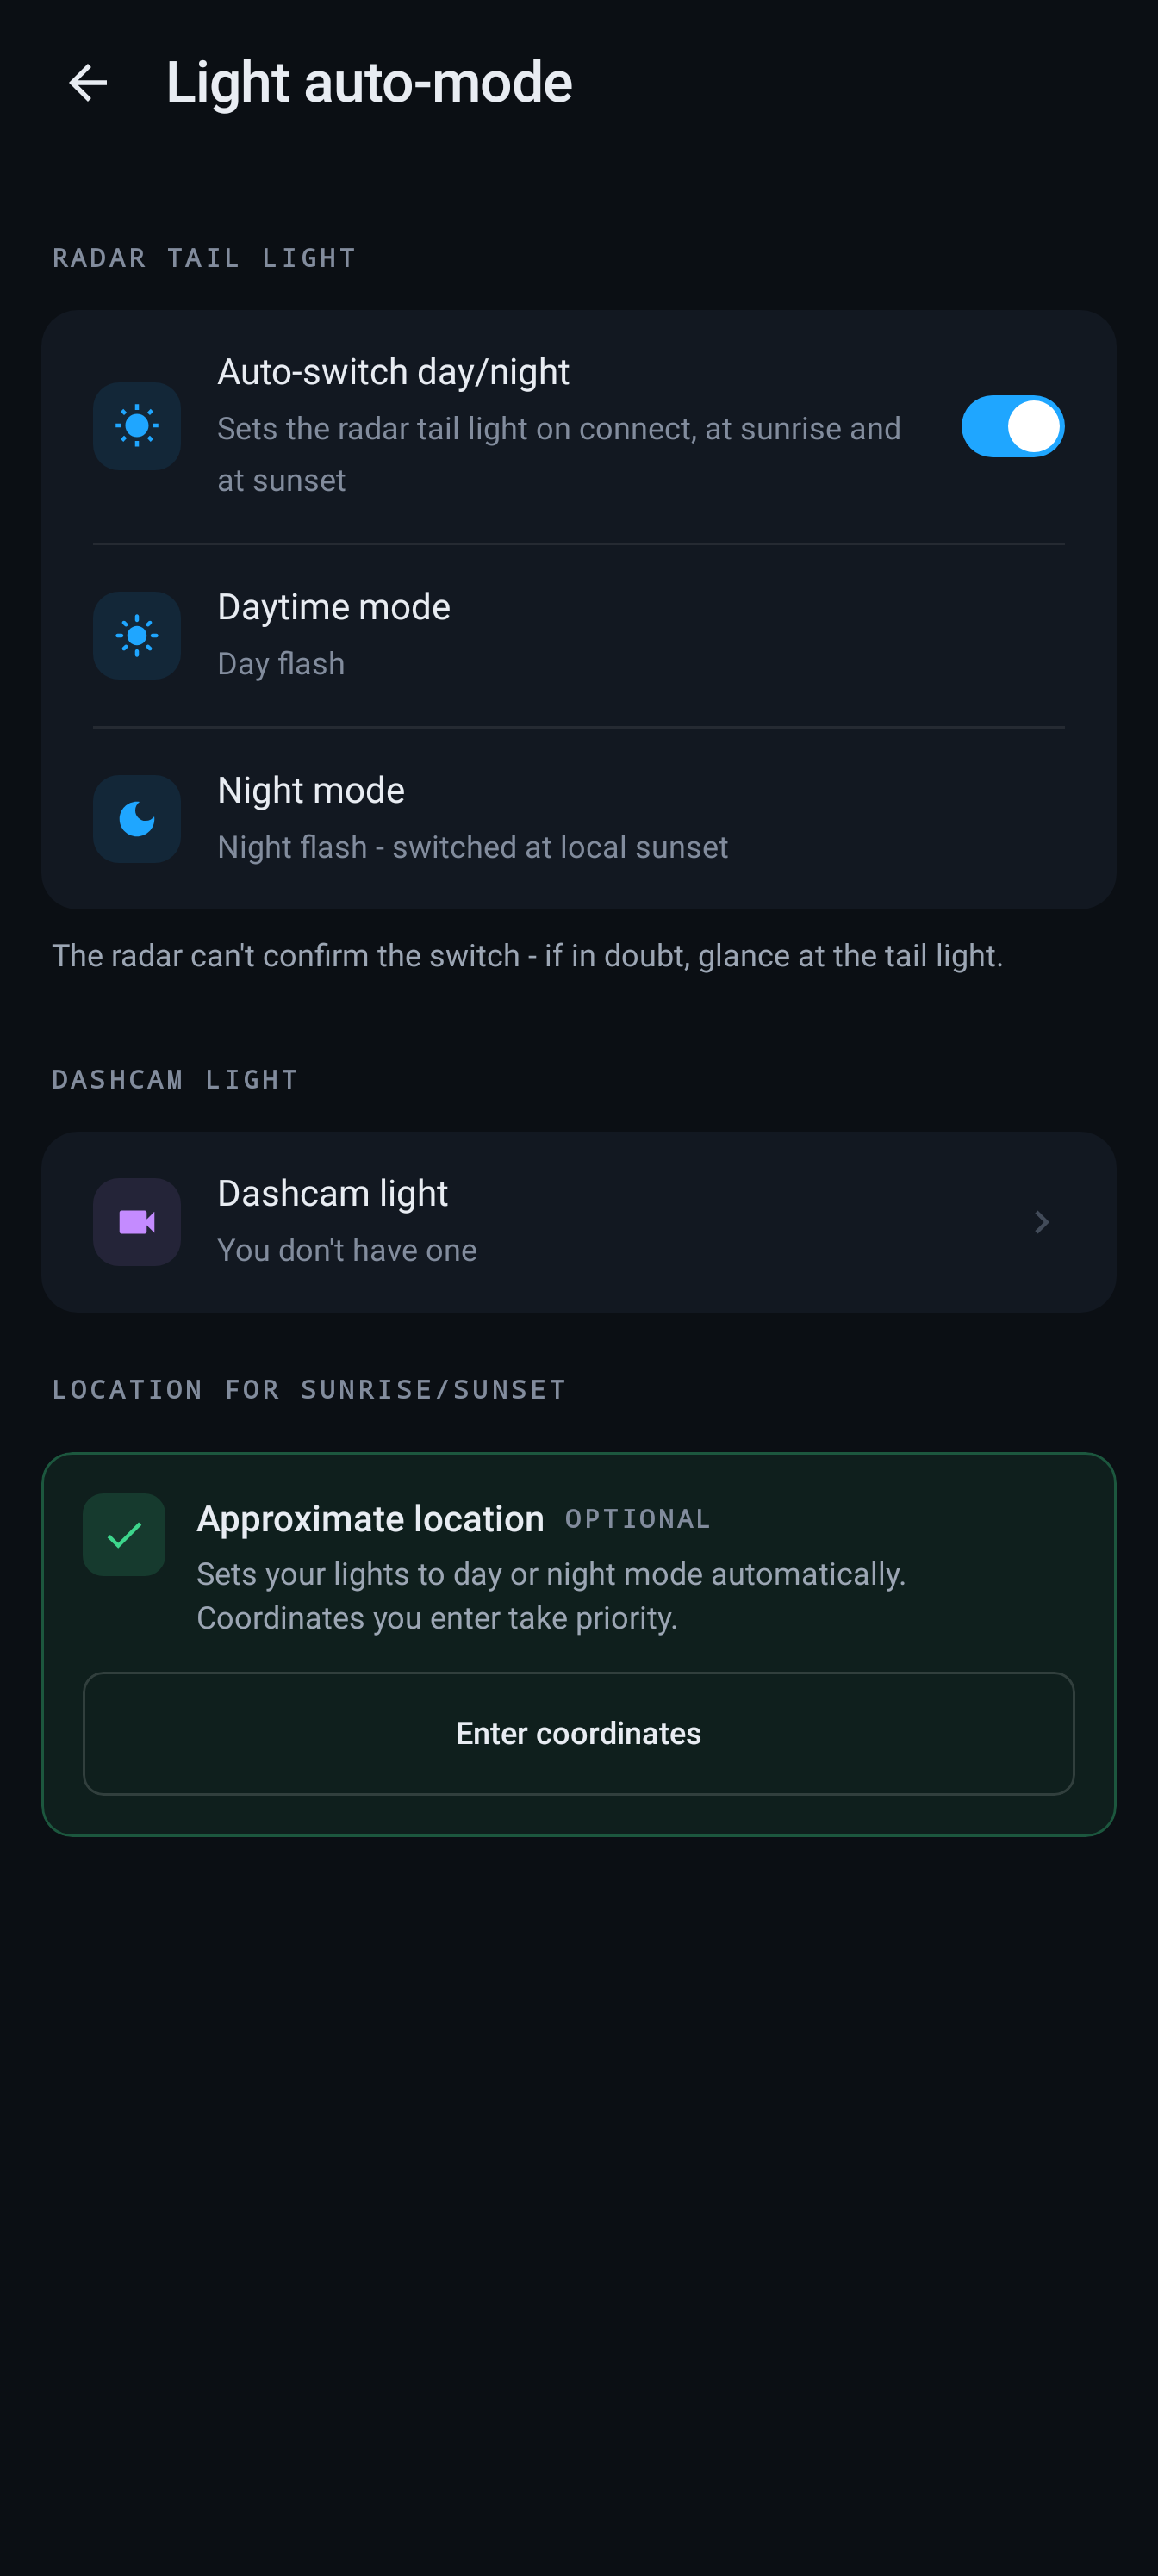 Light auto-mode
RADAR TAIL LIGHT
Auto-switch day/night
Sets the radar tail light on connect, at sunrise and
at sunset
Daytime mode
Day flash
Night mode
Night flash - switched at local sunset
The radar can't confirm the switch - if in doubt, glance at the tail light.
DASHCAM LIGHT
Dashcam light
You don't have one
LOCATION FOR SUNRISE/SUNSET
Approximate location OPTIONAL
Sets your lights to day or night mode automatically.
Coordinates you enter take priority.
Enter coordinates